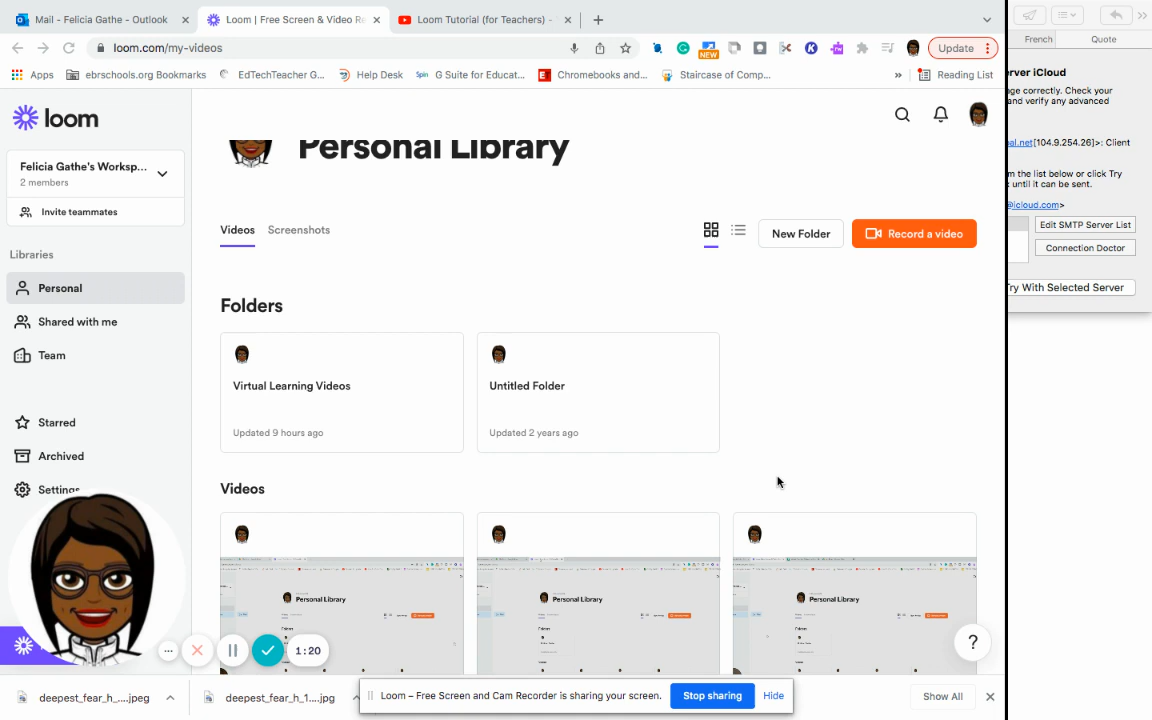 Mail - Felicia Gathe - Outlook
Loom | Free Screen & Video Re
Loom Tutorial (for Teachers) -
loom.com/my-videos
NEW
Update
Apps
ebrschools.org Bookmarks
EdTechTeacher G...
Help Desk
Spin
G Suite for Educat...
Chromebooks and...
Staircase of Comp...
Reading List
French
Quote
erver iCloud
age correctly. Check your
and verify any advanced
al.net[104.9.254.26]>: Client
m the list below or click Try
until it can be sent.
@icloud.com>
Edit SMTP Server List
Connection Doctor
Try With Selected Server
loom
Felicia Gathe's Worksp...
2 members
Invite teammates
Libraries
Personal
Shared with me
Team
Starred
Archived
Settings
Personal Library
Videos
Screenshots
New Folder
Record a video
Folders
Virtual Learning Videos
Updated 9 hours ago
Untitled Folder
Updated 2 years ago
Videos
Personal Library
Personal Library
Personal Library
1:20
?
deepest_fear_h_....jpeg
deepest_fear_h_1....jpg
Loom – Free Screen and Cam Recorder is sharing your screen.
Stop sharing
Hide
Show All